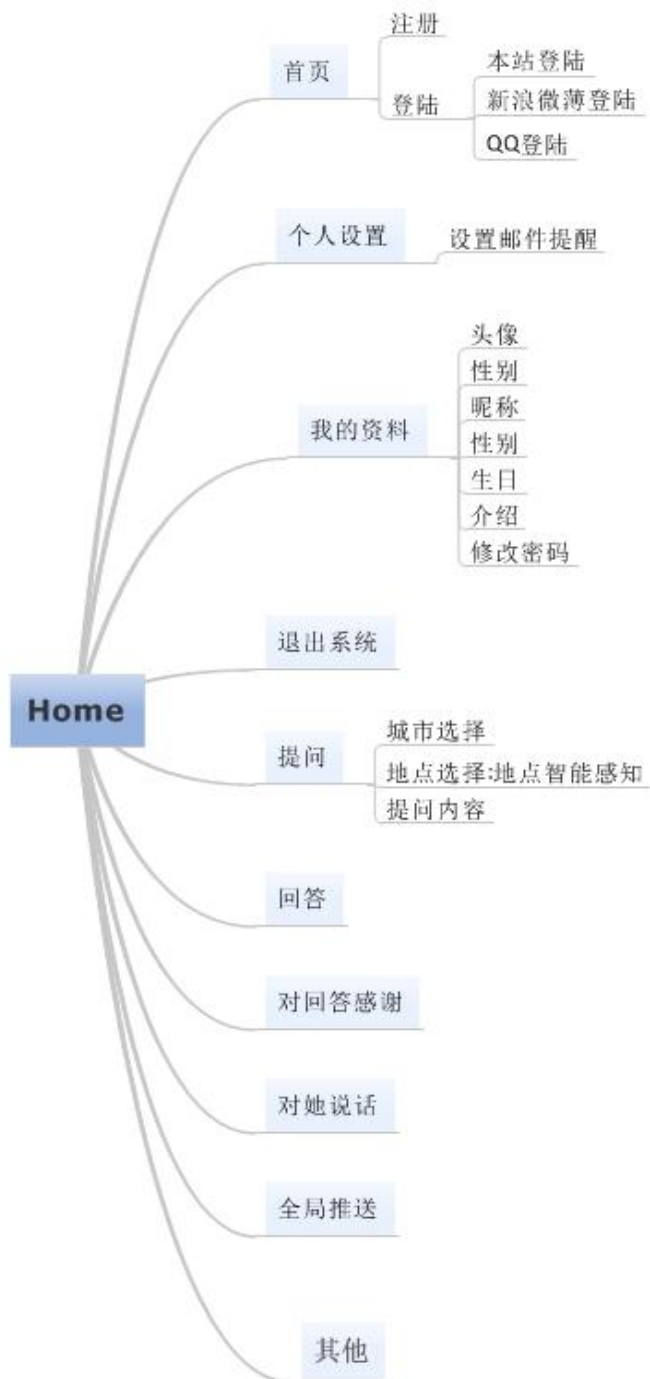 首页
注册
登陆
本站登陆
新浪微薄登陆
QQ登陆
个人设置
设置邮件提醒
我的资料
头像
性别
昵称
性别
生日
介绍
修改密码
退出系统
Home
提问
城市选择
地点选择:地点智能感知
提问内容
回答
对回答感谢
对她说话
全局推送
其他